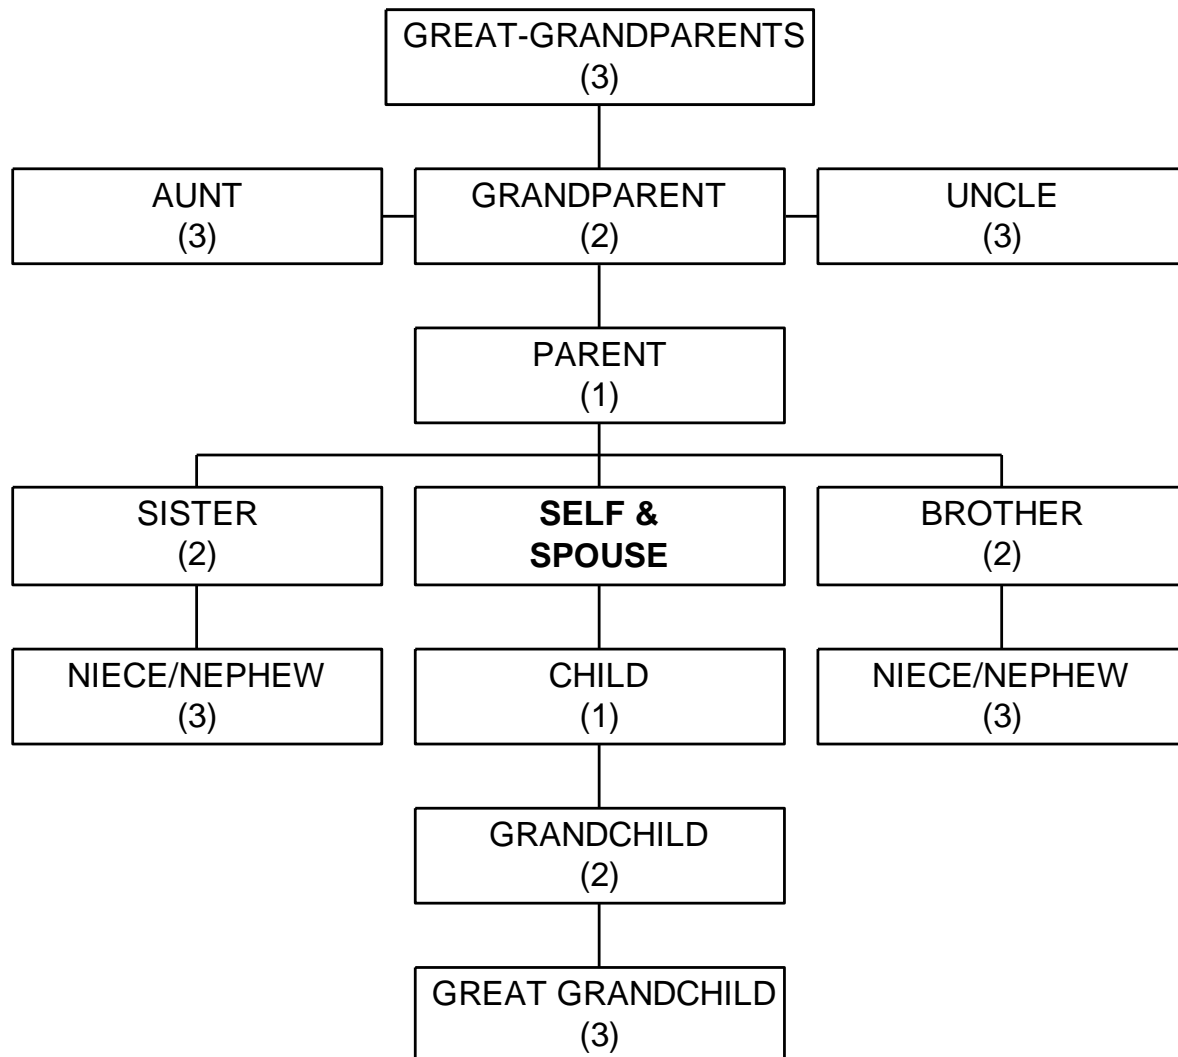 GREAT-GRANDPARENTS
(3)
AUNT
(3)
GRANDPARENT
(2)
UNCLE
(3)
PARENT
(1)
SISTER
(2)
SELF &
SPOUSE
BROTHER
(2)
NIECE/NEPHEW
(3)
CHILD
(1)
NIECE/NEPHEW
(3)
GRANDCHILD
(2)
GREAT GRANDCHILD
(3)